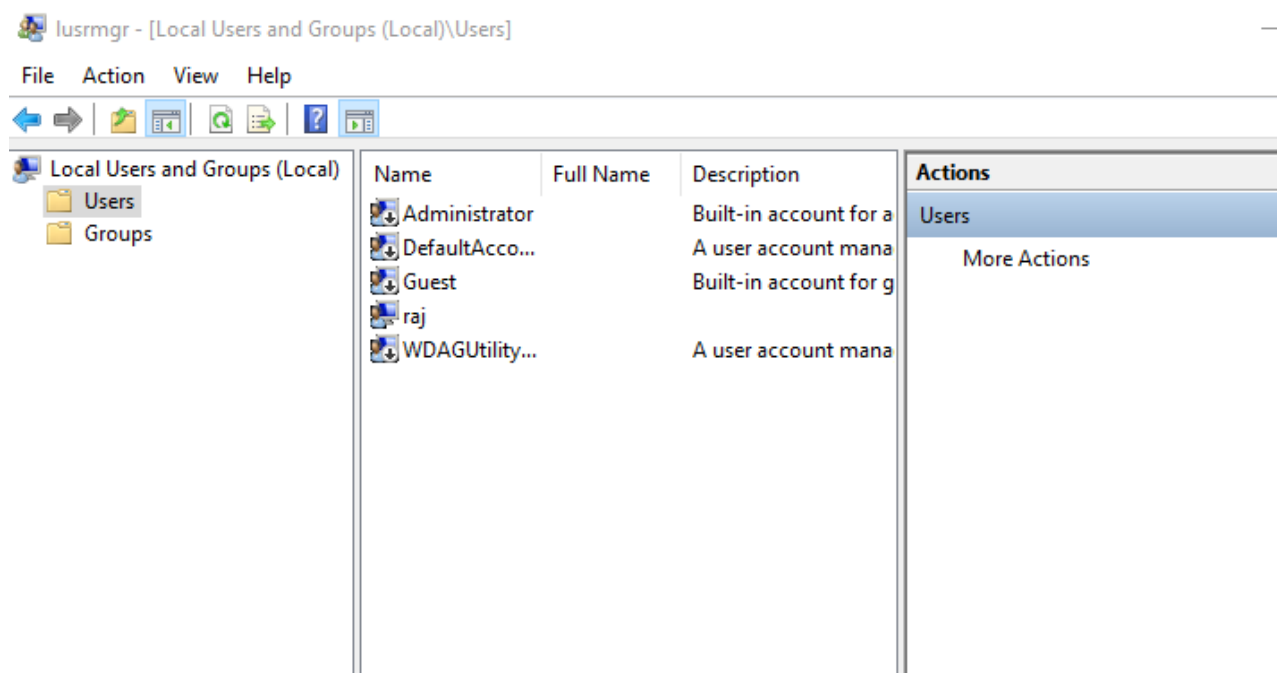 lusrmgr - [Local Users and Groups (Local)\Users]
File Action View Help
Local Users and Groups (Local)
Users
Groups
Name Full Name Description
Administrator Built-in account for a
DefaultAcco... A user account mana
Guest Built-in account for g
raj
WDAGUtility... A user account mana
Actions
Users
More Actions